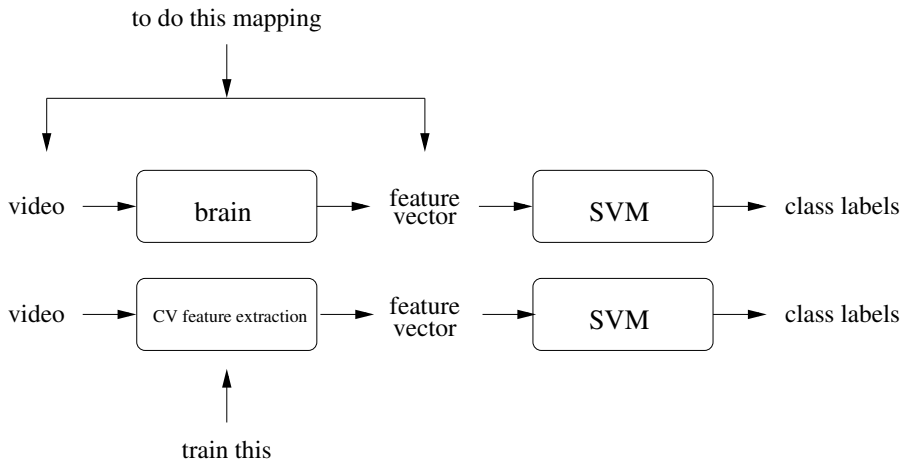 to do this mapping
video
brain
feature
vector
SVM
class labels
video
CV feature extraction
feature
vector
SVM
class labels
train this